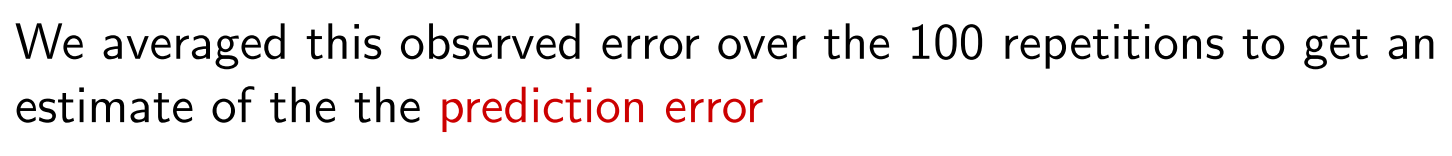 We averaged this observed error over the 100 repetitions to get an
estimate of the the prediction error